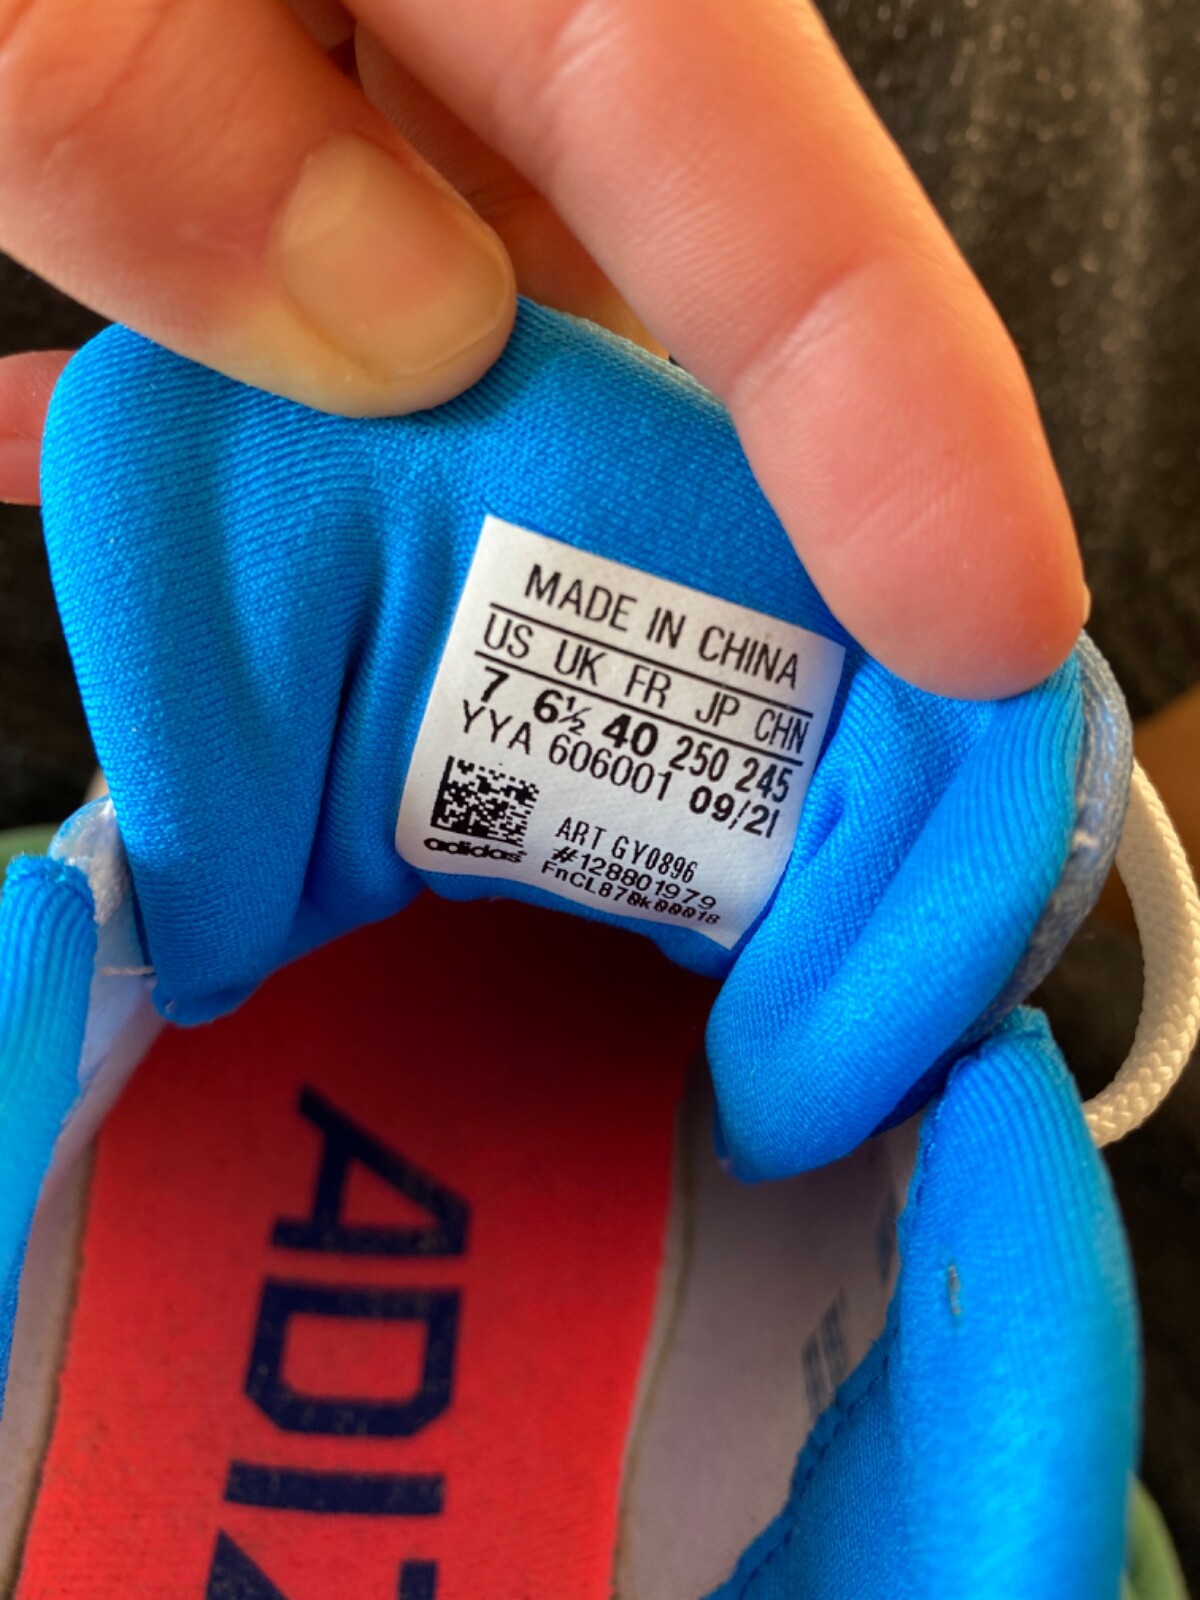 MADE IN CHINA
US UK FR JP CHN
7 6½ 40 250 245
YYA 606001 09/21
adidas
ART GY0896
#128801979
FnCL870k00018
ADIZ